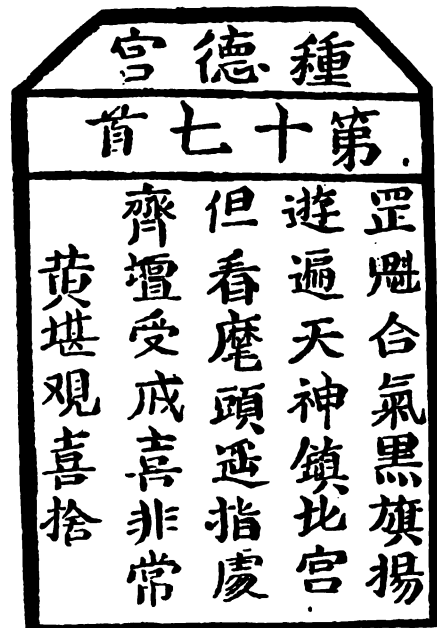 種德宮
第十七首
罡魁合氣黑旗揚
遊遍天神鎮北宮
但看麾頭遥指處
齊壇受戒喜非常
黄堪观喜捨